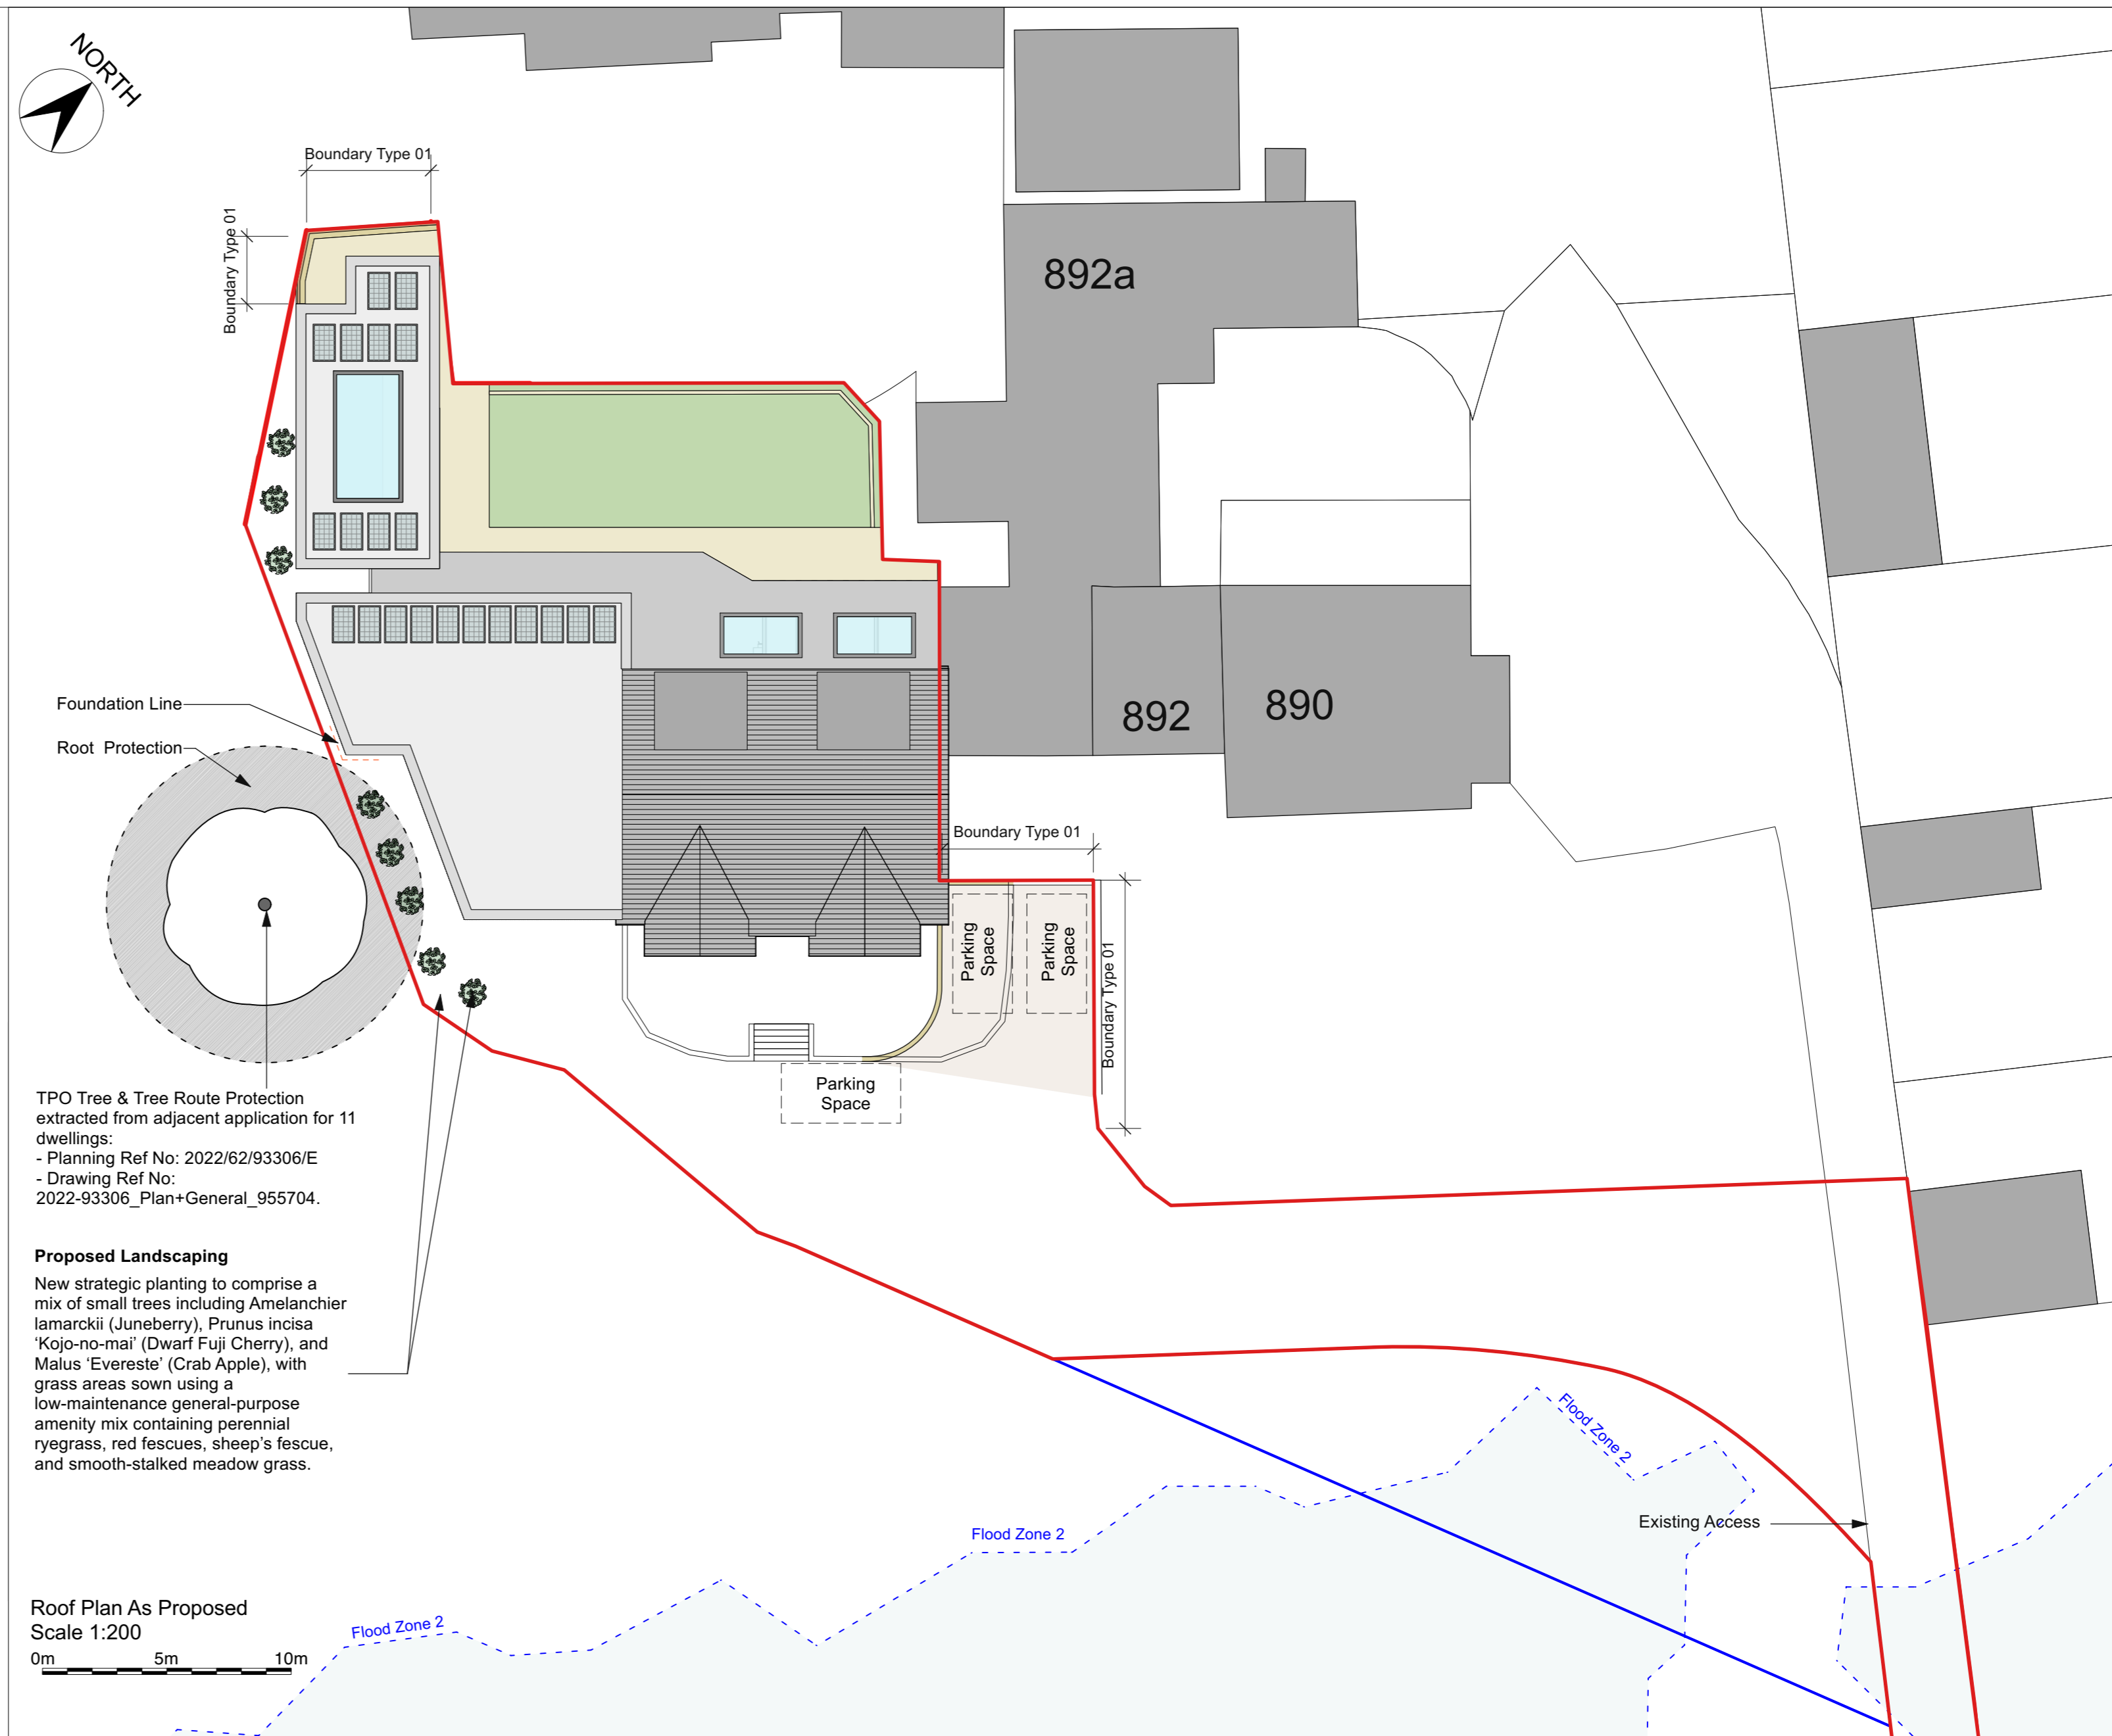 NORTH
Boundary Type 01
Boundary Type 01
892a
Foundation Line
Root Protection
892
890
Boundary Type 01
Parking
Space
Parking
Space
Boundary Type 01
Parking
Space
TPO Tree & Tree Route Protection
extracted from adjacent application for 11
dwellings:
- Planning Ref No: 2022/62/93306/E
- Drawing Ref No:
2022-93306_Plan+General_955704.
Proposed Landscaping
New strategic planting to comprise a
mix of small trees including Amelanchier
lamarckii (Juneberry), Prunus incisa
‘Kojo-no-mai’ (Dwarf Fuji Cherry), and
Malus ‘Evereste’ (Crab Apple), with
grass areas sown using a
low-maintenance general-purpose
amenity mix containing perennial
ryegrass, red fescues, sheep's fescue,
and smooth-stalked meadow grass.
Flood Zone 2
Flood Zone 2
Existing Access
Flood Zone 2
Roof Plan As Proposed
Scale 1:200
0m 5m 10m